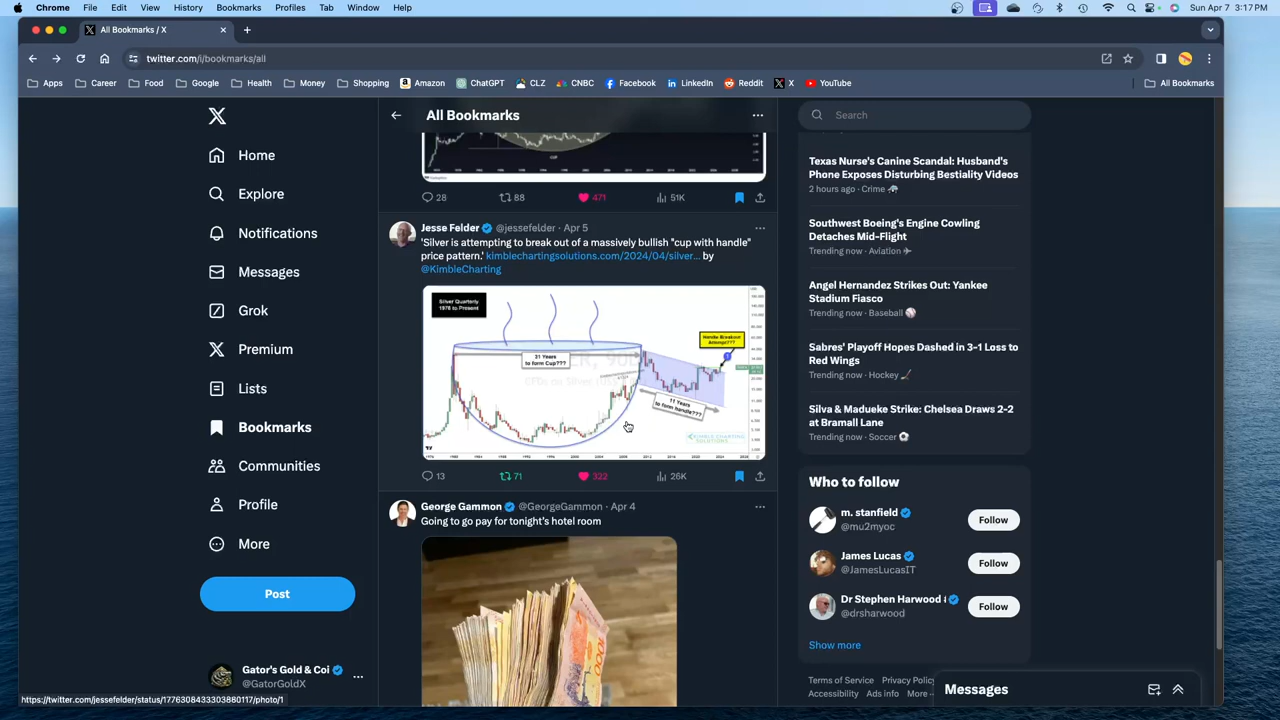 Chrome File Edit View History Bookmarks Profiles Tab Window Help
Sun Apr 7 3:17 PM
All Bookmarks / X
twitter.com/i/bookmarks/all
Apps Career Food Google Health Money Shopping Amazon ChatGPT CLZ CNBC Facebook LinkedIn Reddit X YouTube
All Bookmarks
Home
Explore
Notifications
Messages
Grok
Premium
Lists
Bookmarks
Communities
Profile
More
Post
Gator's Gold & Coi
@GatorGoldX
https://twitter.com/jessefelder/status/1776308433303880117/photo/1
All Bookmarks
CUP
28 88 471 51K
Jesse Felder @jessefelder · Apr 5
'Silver is attempting to break out of a massively bullish "cup with handle"
price pattern.' kimblechartingsolutions.com/2024/04/silver... by
@KimbleCharting
Silver Quarterly
1978 to Present
31 Years
to form Cup???
Handle Breakout
Attempt???
11 Years
to form handle???
KIMBLE CHARTING
SOLUTIONS
13 71 322 26K
George Gammon @GeorgeGammon · Apr 4
Going to go pay for tonight's hotel room
Search
Texas Nurse's Canine Scandal: Husband's
Phone Exposes Disturbing Bestiality Videos
2 hours ago · Crime
Southwest Boeing's Engine Cowling
Detaches Mid-Flight
Trending now · Aviation
Angel Hernandez Strikes Out: Yankee
Stadium Fiasco
Trending now · Baseball
Sabres' Playoff Hopes Dashed in 3-1 Loss to
Red Wings
Trending now · Hockey
Silva & Madueke Strike: Chelsea Draws 2-2
at Bramall Lane
Trending now · Soccer
Who to follow
m. stanfield
@mu2myoc
Follow
James Lucas
@JamesLucasIT
Follow
Dr Stephen Harwood
@drsharwood
Follow
Show more
Terms of Service Privacy Policy
Accessibility Ads info More
Messages